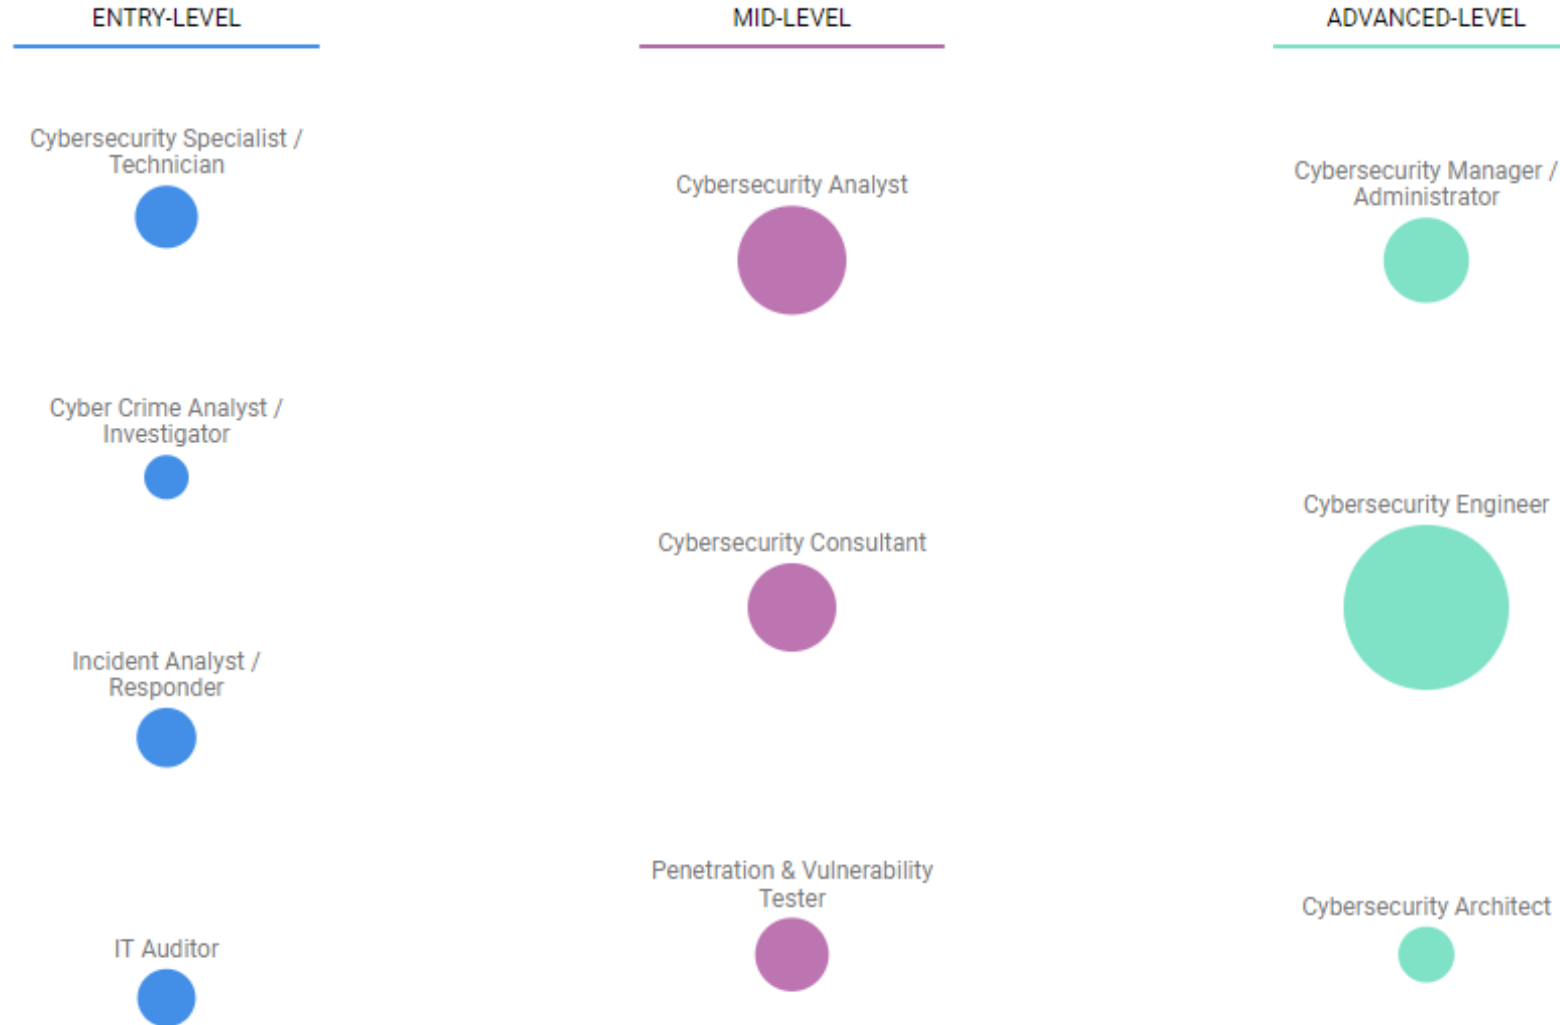 ENTRY-LEVEL
MID-LEVEL
ADVANCED-LEVEL
Cybersecurity Specialist /
Technician
Cyber Crime Analyst /
Investigator
Incident Analyst /
Responder
IT Auditor
Cybersecurity Analyst
Cybersecurity Consultant
Penetration & Vulnerability
Tester
Cybersecurity Manager /
Administrator
Cybersecurity Engineer
Cybersecurity Architect